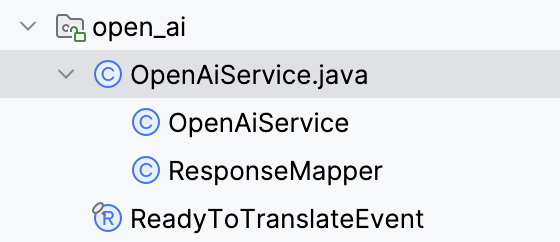 open_ai
C OpenAiService.java
C OpenAiService
C ResponseMapper
R ReadyToTranslateEvent